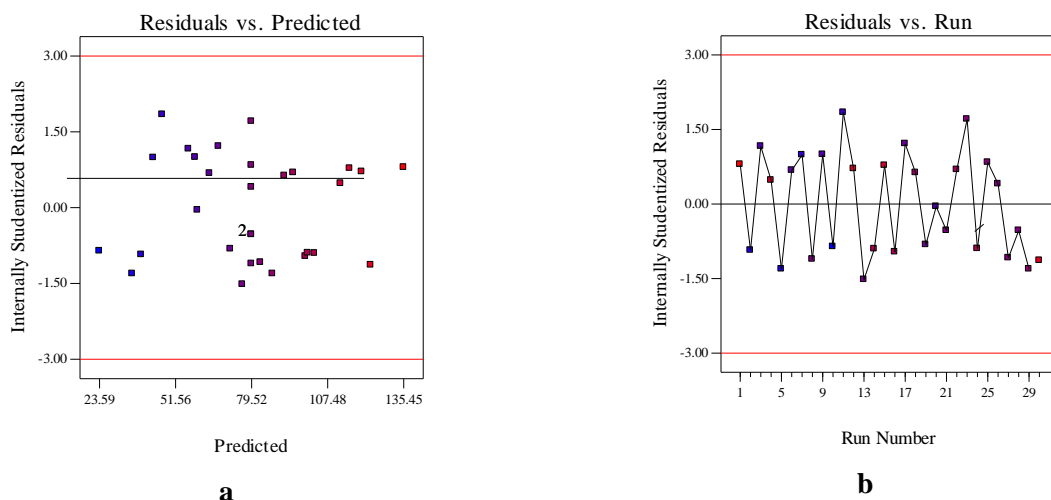 Residuals vs. Predicted
Internally Studentized Residuals
3.00
1.50
0.00
-1.50
-3.00
2
23.59 51.56 79.52 107.48 135.45
Predicted
a
Residuals vs. Run
Internally Studentized Residuals
3.00
1.50
0.00
-1.50
-3.00
1 5 9 13 17 21 25 29
Run Number
b